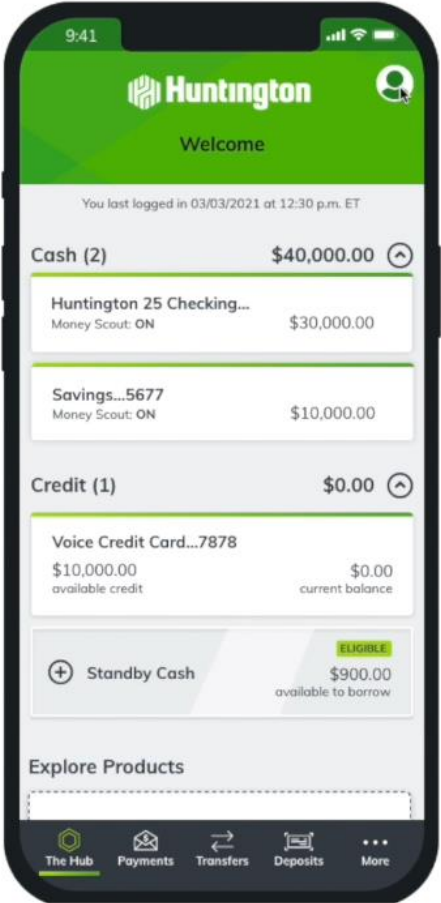 9:41
Huntington
Welcome
You last logged in 03/03/2021 at 12:30 p.m. ET
Cash (2) $40,000.00
Huntington 25 Checking...
Money Scout: ON $30,000.00
Savings...5677
Money Scout: ON $10,000.00
Credit (1) $0.00
Voice Credit Card...7878
$10,000.00 $0.00
available credit current balance
ELIGIBLE
Standby Cash $900.00
available to borrow
Explore Products
The Hub Payments Transfers Deposits More